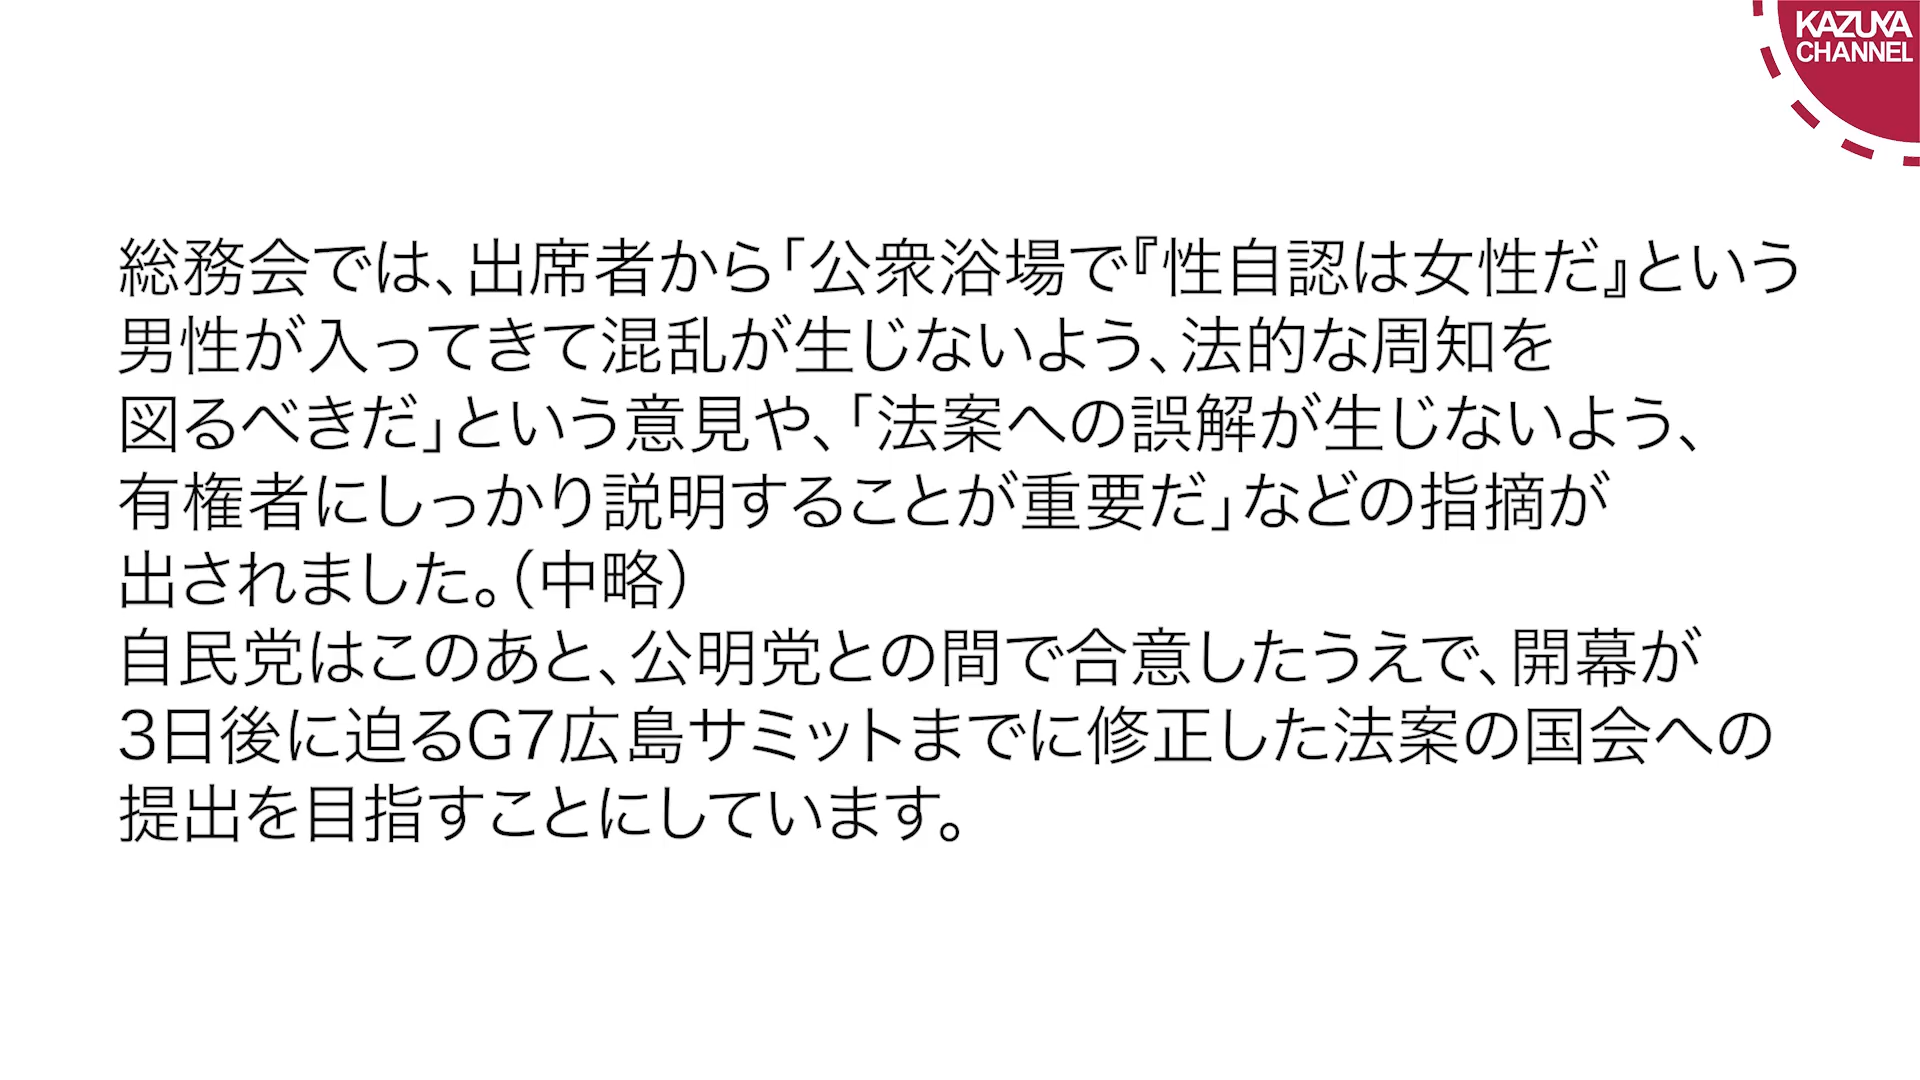 KAZUYA
CHANNEL
総務会では、出席者から「公衆浴場で『性自認は女性だ』という
男性が入ってきて混乱が生じないよう、法的な周知を
図るべきだ」という意見や、「法案への誤解が生じないよう、
有権者にしっかり説明することが重要だ」などの指摘が
出されました。（中略）
自民党はこのあと、公明党との間で合意したうえで、開幕が
3日後に迫るG7広島サミットまでに修正した法案の国会への
提出を目指すことにしています。